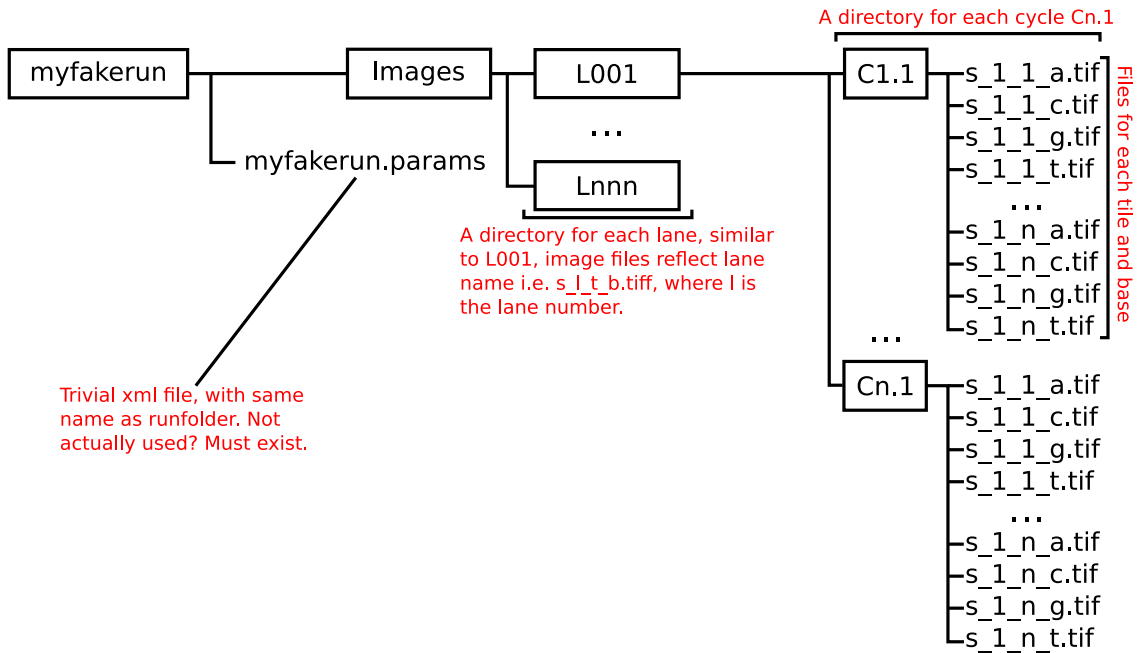 A directory for each cycle Cn.1
myfakerun
Images
L001
C1.1
s_1_1_a.tif
s_1_1_c.tif
s_1_1_g.tif
s_1_1_t.tif
...
s_1_n_a.tif
s_1_n_c.tif
s_1_n_g.tif
s_1_n_t.tif
Files for each tile and base
...
myfakerun.params
Lnnn
A directory for each lane, similar
to L001, image files reflect lane
name i.e. s_l_t_b.tiff, where l is
the lane number.
...
Trivial xml file, with same
name as runfolder. Not
actually used? Must exist.
Cn.1
s_1_1_a.tif
s_1_1_c.tif
s_1_1_g.tif
s_1_1_t.tif
...
s_1_n_a.tif
s_1_n_c.tif
s_1_n_g.tif
s_1_n_t.tif